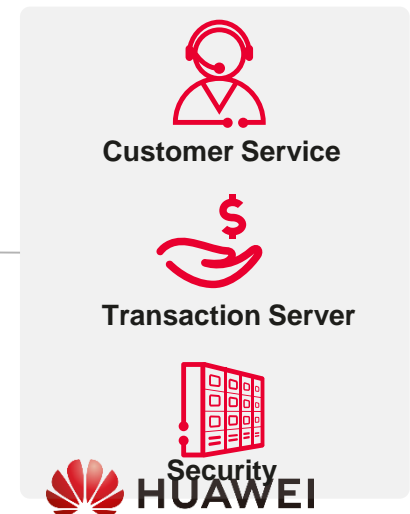 Customer Service
$
Transaction Server
Security
HUAWEI